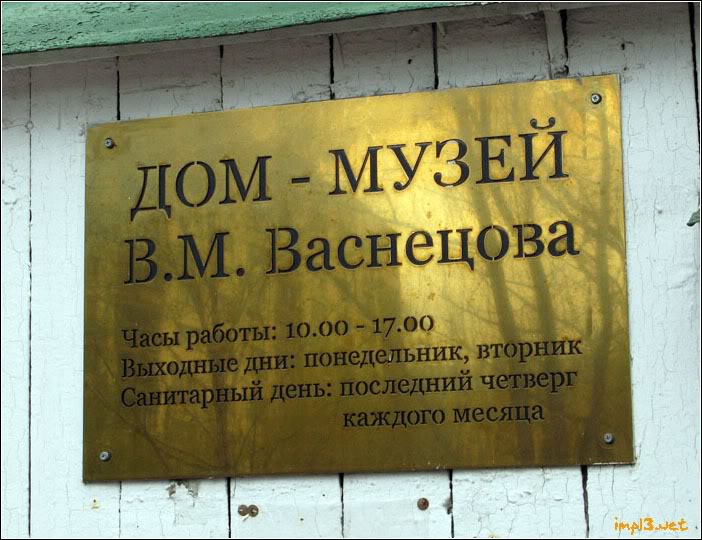 ДОМ - МУЗЕЙ
В.М. Васнецова
Часы работы: 10.00 - 17.00
Выходные дни: понедельник, вторник
Санитарный день: последний четверг
каждого месяца
impl3.net